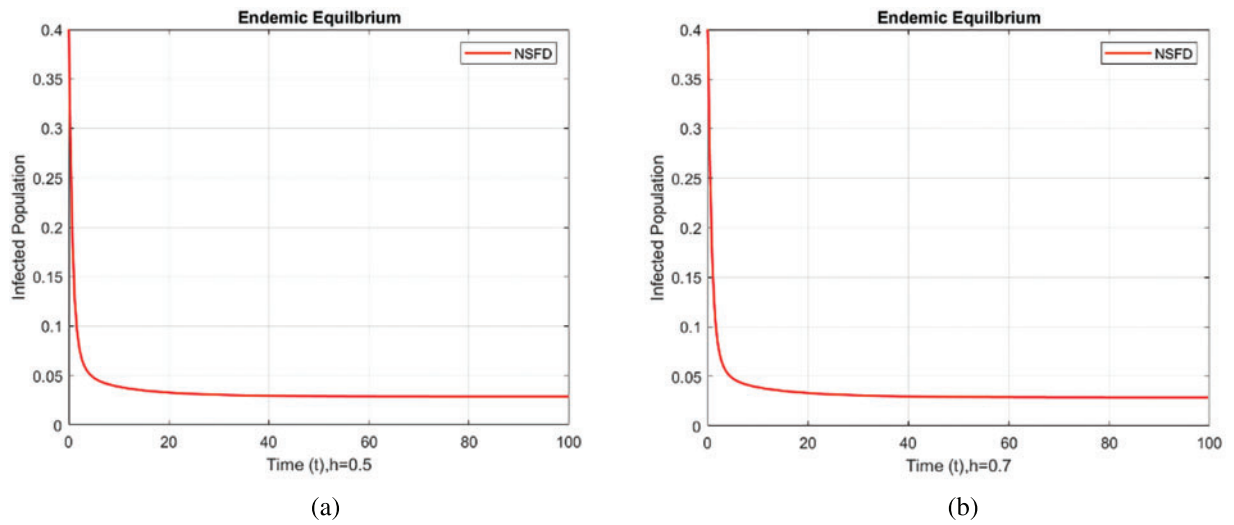 Endemic Equilbrium
NSFD
0.4
0.35
0.3
0.25
0.2
0.15
0.1
0.05
0
Infected Population
0 20 40 60 80 100
Time (t),h=0.5
(a)
Endemic Equilbrium
NSFD
0.4
0.35
0.3
0.25
0.2
0.15
0.1
0.05
0
Infected Population
0 20 40 60 80 100
Time (t),h=0.7
(b)